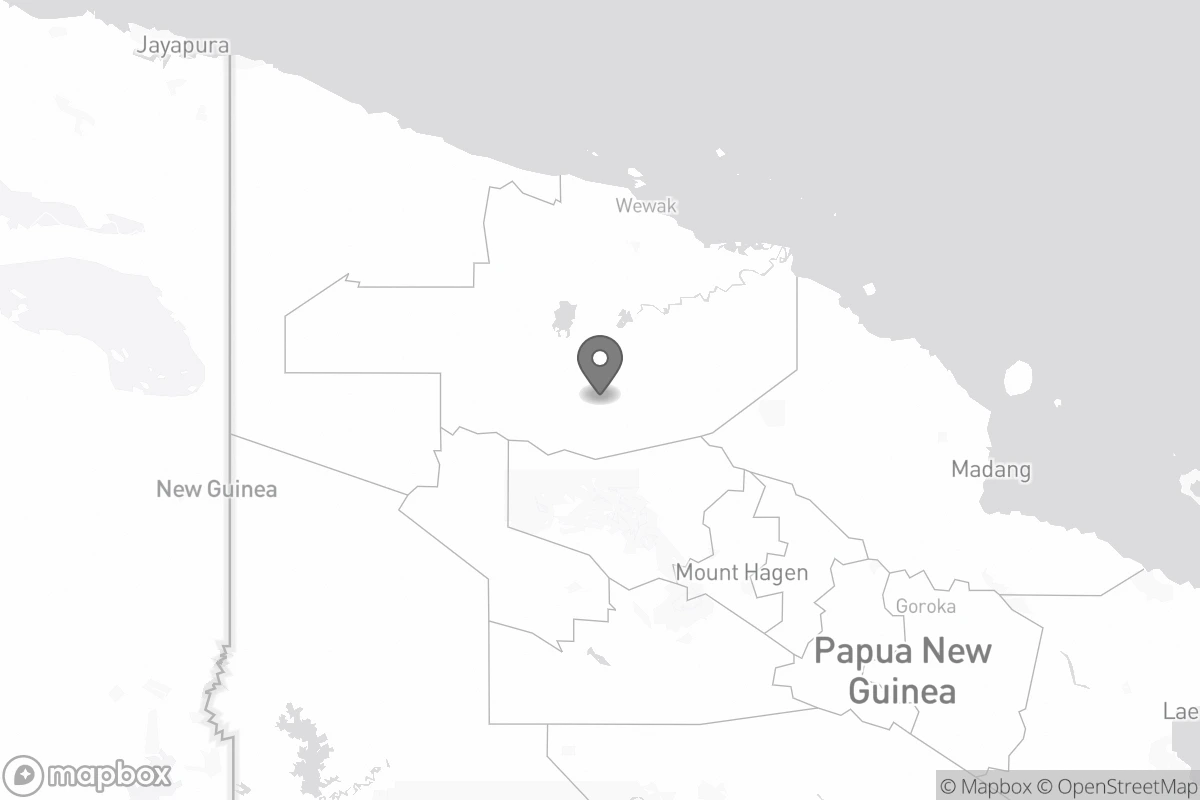 Jayapura
Wewak
Madang
New Guinea
Mount Hagen
Goroka
Papua New
Guinea
Lae
mapbox
© Mapbox © OpenStreetMap